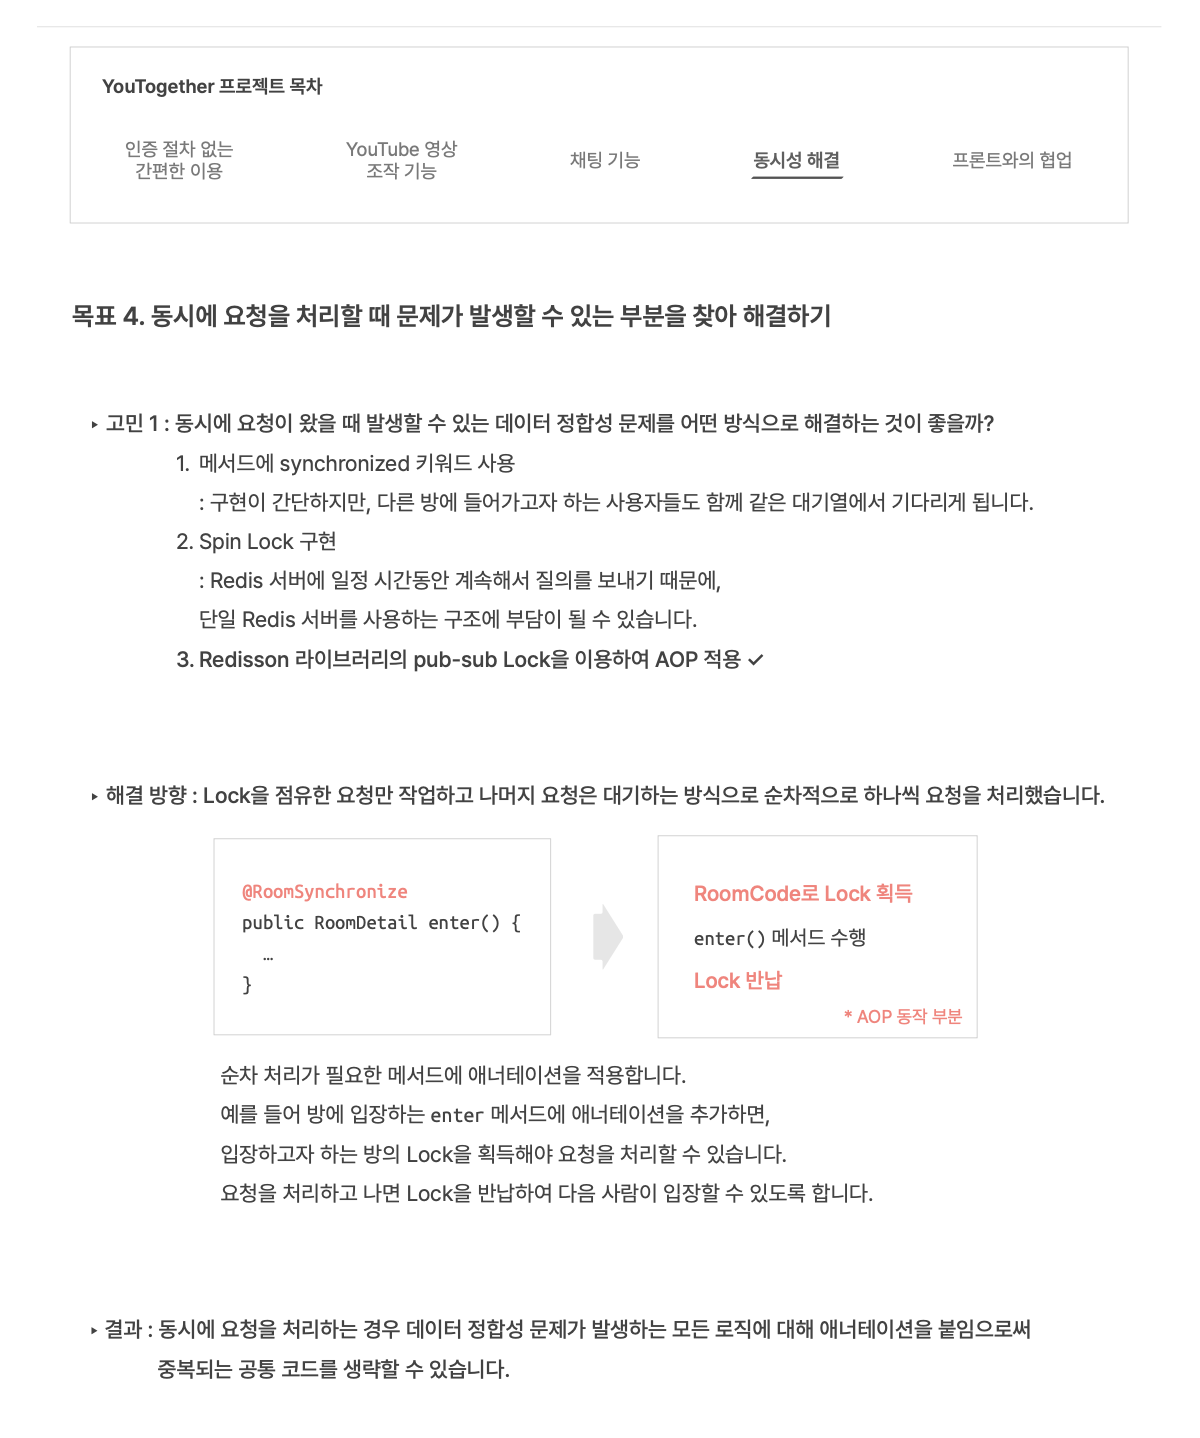 YouTogether 프로젝트 목차
인증 절차 없는
간편한 이용
YouTube 영상
조작 기능
채팅 기능
동시성 해결
프론트와의 협업
목표 4. 동시에 요청을 처리할 때 문제가 발생할 수 있는 부분을 찾아 해결하기
‣ 고민 1 : 동시에 요청이 왔을 때 발생할 수 있는 데이터 정합성 문제를 어떤 방식으로 해결하는 것이 좋을까?
1. 메서드에 synchronized 키워드 사용
: 구현이 간단하지만, 다른 방에 들어가고자 하는 사용자들도 함께 같은 대기열에서 기다리게 됩니다.
2. Spin Lock 구현
: Redis 서버에 일정 시간동안 계속해서 질의를 보내기 때문에,
단일 Redis 서버를 사용하는 구조에 부담이 될 수 있습니다.
3. Redisson 라이브러리의 pub-sub Lock을 이용하여 AOP 적용 ✓
‣ 해결 방향 : Lock을 점유한 요청만 작업하고 나머지 요청은 대기하는 방식으로 순차적으로 하나씩 요청을 처리했습니다.
@RoomSynchronize
public RoomDetail enter() {
…
}
RoomCode로 Lock 획득
enter() 메서드 수행
Lock 반납
* AOP 동작 부분
순차 처리가 필요한 메서드에 애너테이션을 적용합니다.
예를 들어 방에 입장하는 enter 메서드에 애너테이션을 추가하면,
입장하고자 하는 방의 Lock을 획득해야 요청을 처리할 수 있습니다.
요청을 처리하고 나면 Lock을 반납하여 다음 사람이 입장할 수 있도록 합니다.
‣ 결과 : 동시에 요청을 처리하는 경우 데이터 정합성 문제가 발생하는 모든 로직에 대해 애너테이션을 붙임으로써
중복되는 공통 코드를 생략할 수 있습니다.